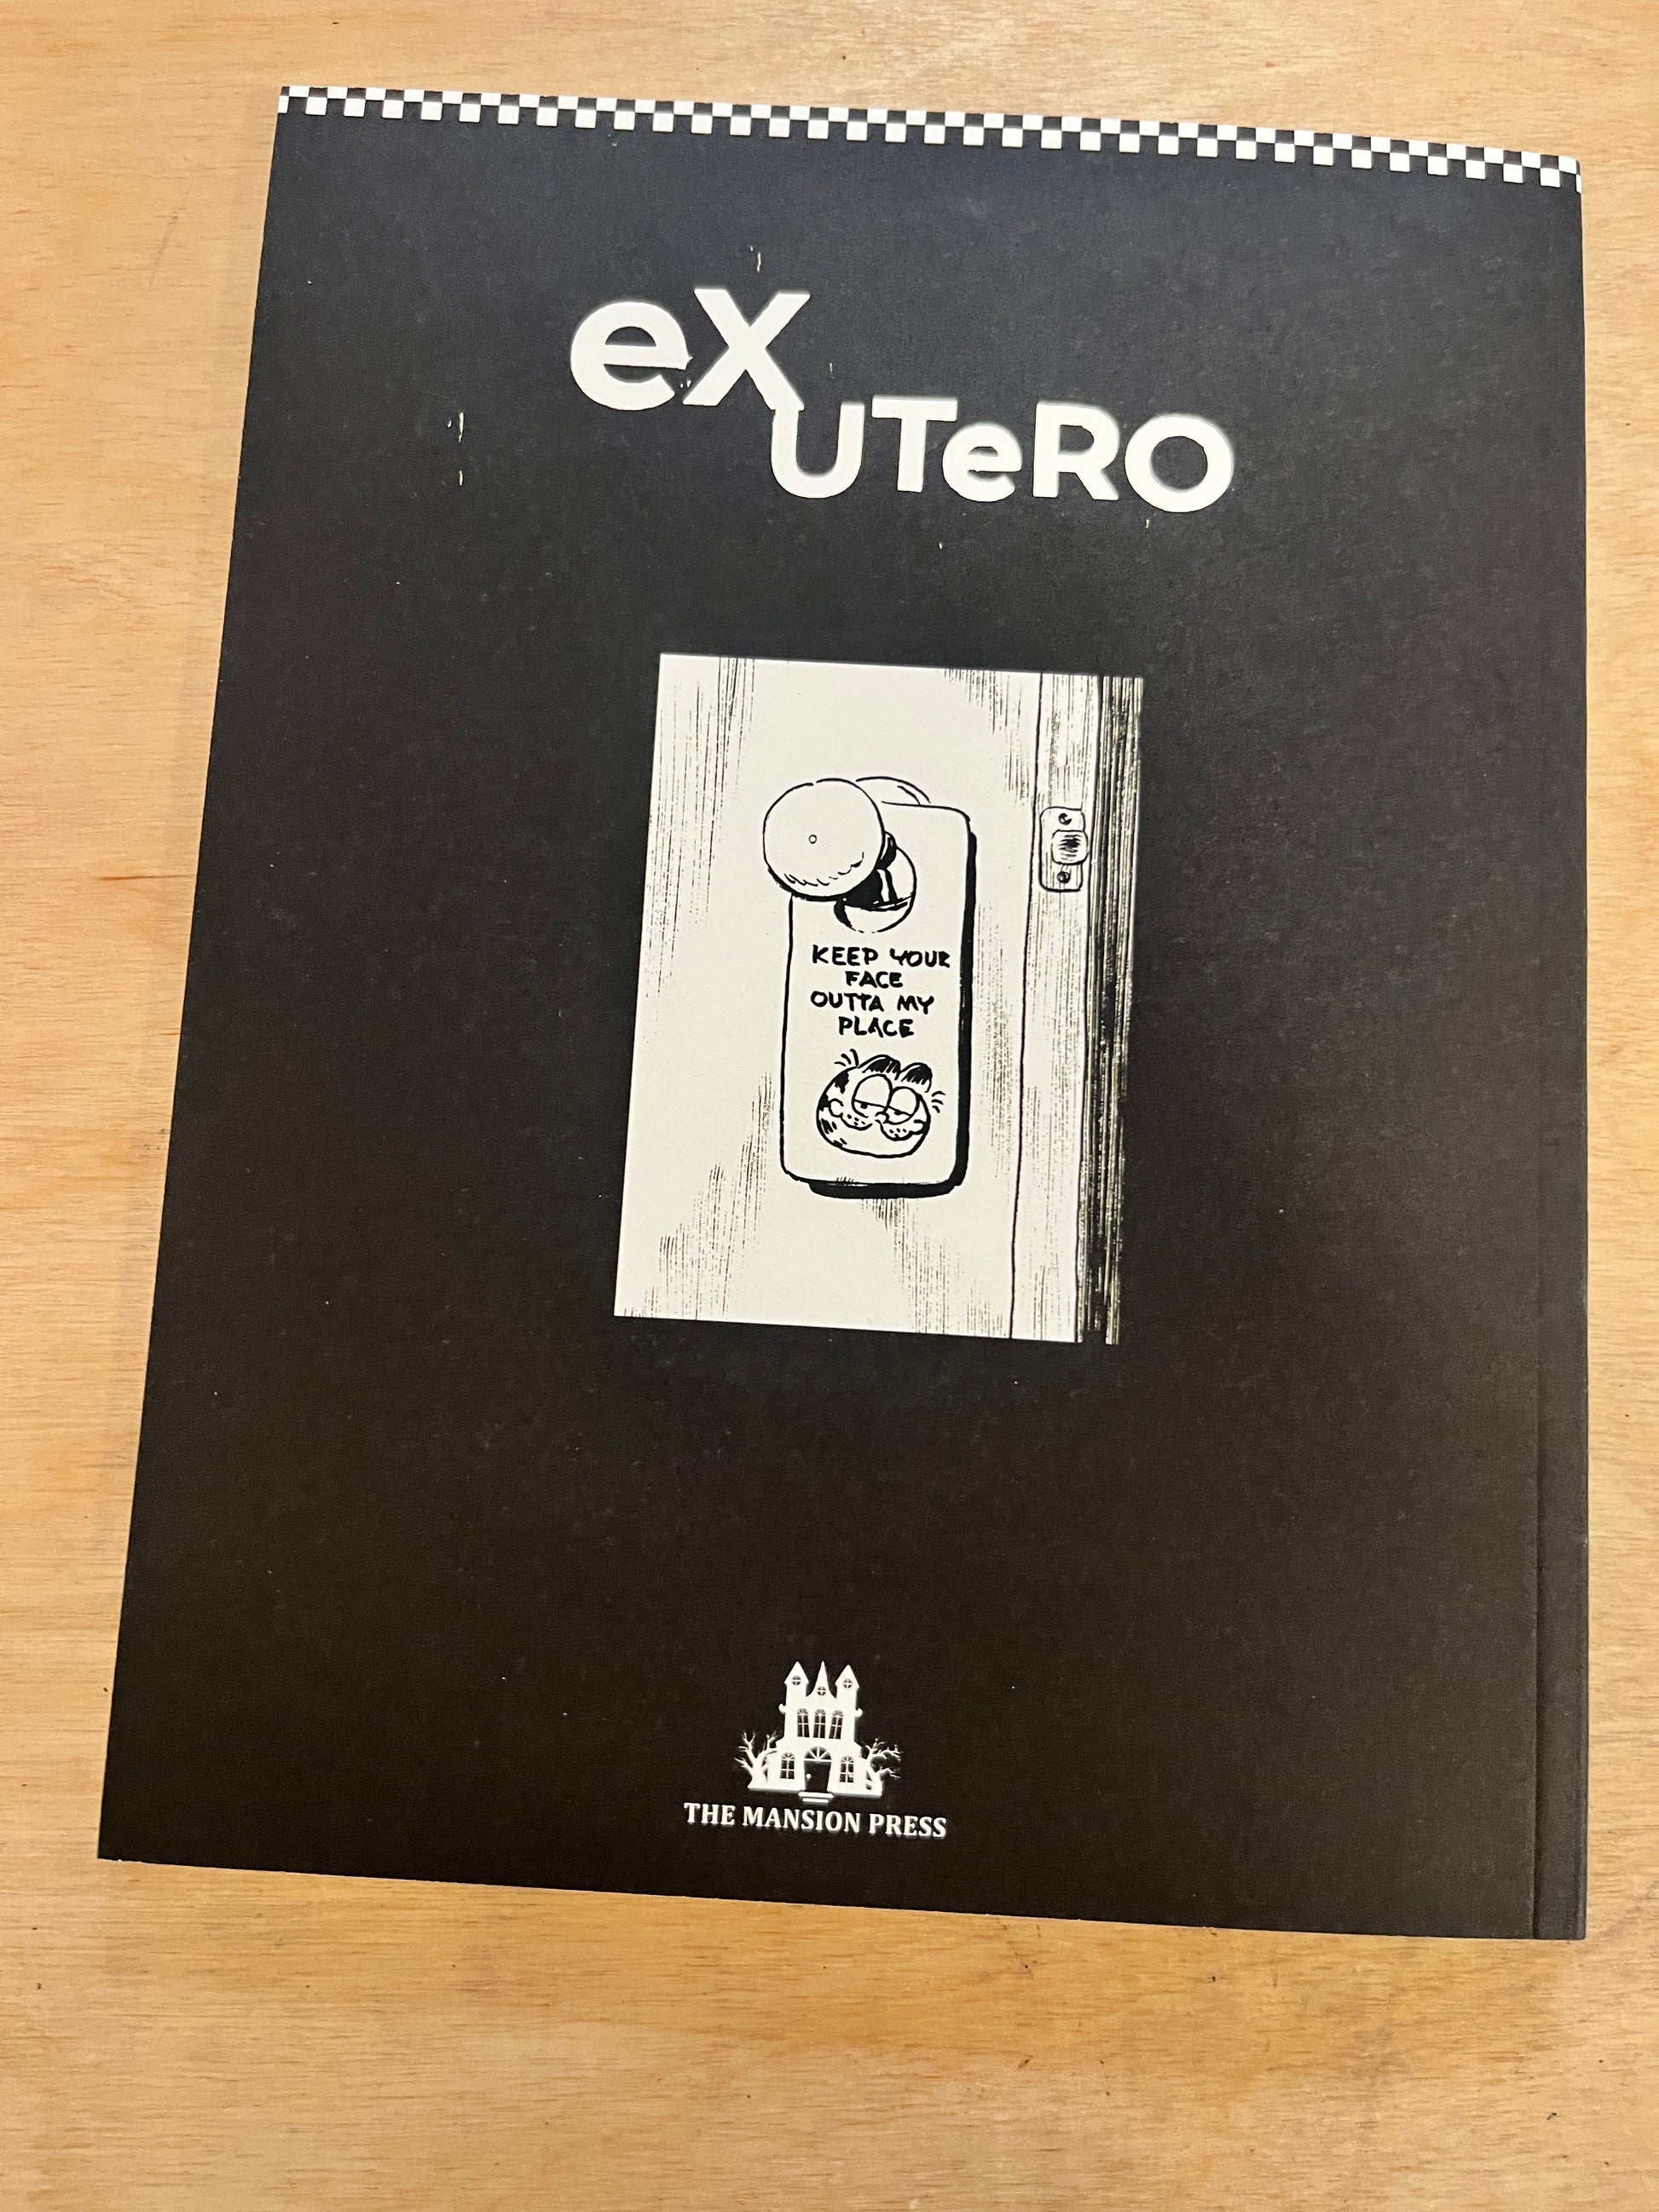 eX
UTeRO
KEEP YOUR
FACE
OUTTA MY
PLACE
THE MANSION PRESS